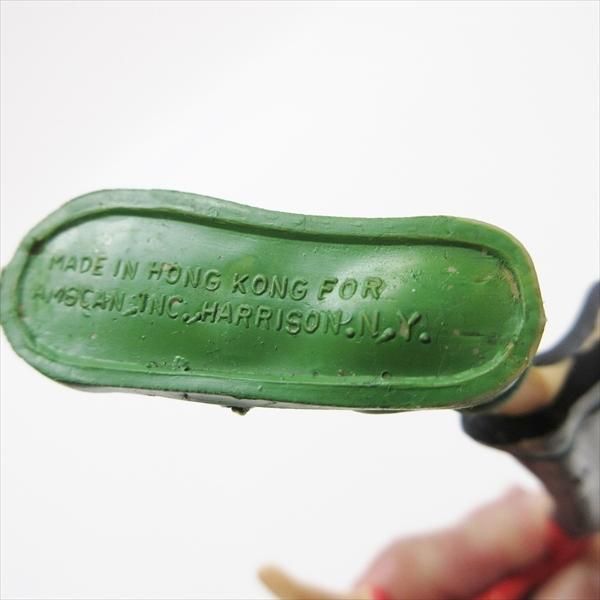 MADE IN HONG KONG FOR
AMSCAN, INC. HARRISON. N. Y.